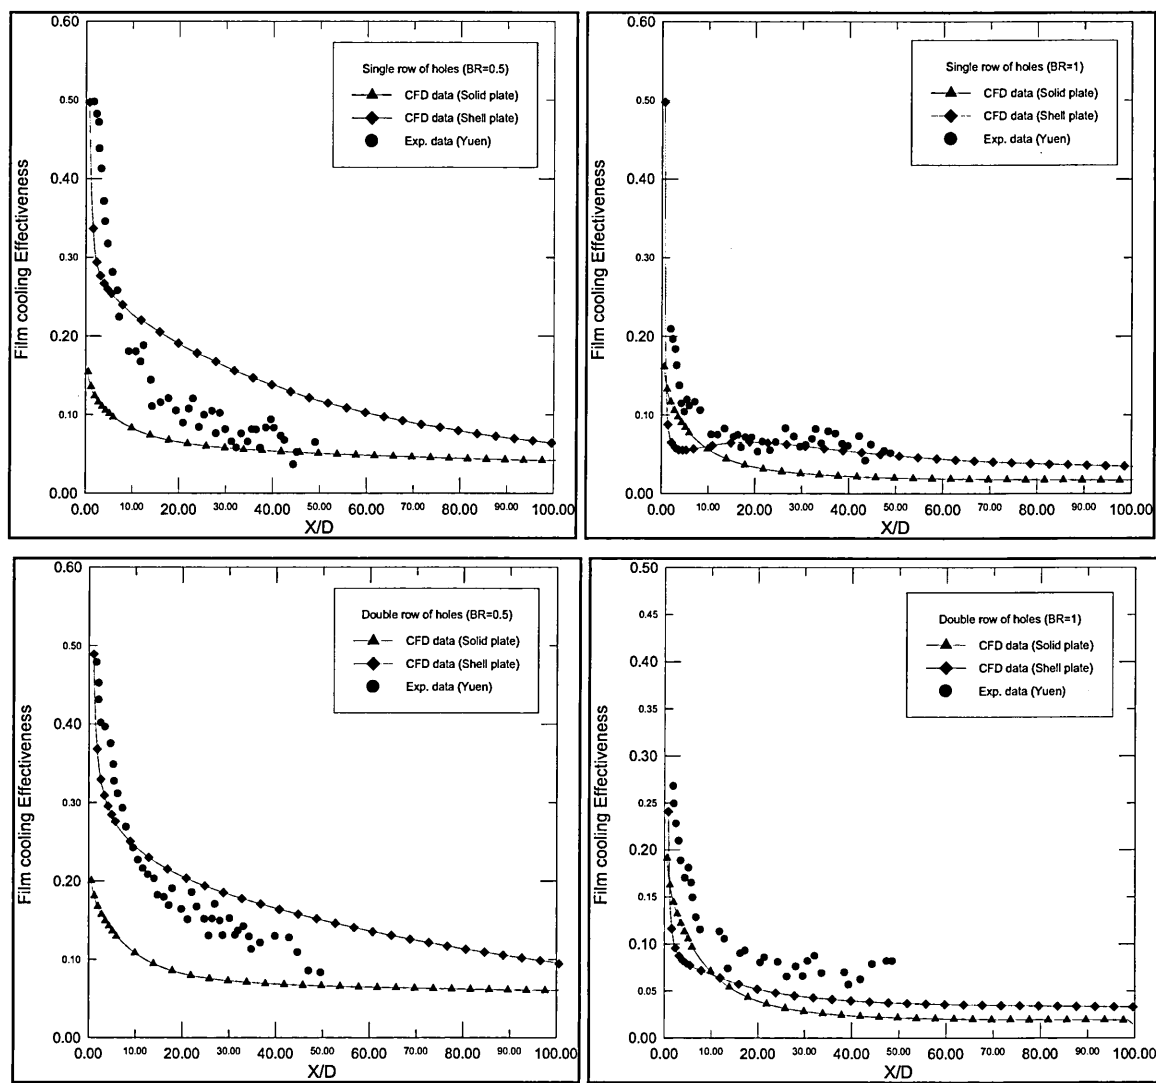 0.60
Single row of holes (BR=0.5)
CFD data (Solid plate)
CFD data (Shell plate)
Exp. data (Yuen)
0.50
0.40
0.30
0.20
0.10
0.00
Film cooling Effectiveness
0.00 10.00 20.00 30.00 40.00 50.00 60.00 70.00 80.00 90.00 100.00
X/D
0.60
Single row of holes (BR=1)
CFD data (Solid plate)
CFD data (Shell plate)
Exp. data (Yuen)
0.50
0.40
0.30
0.20
0.10
0.00
Film cooling Effectiveness
0.00 10.00 20.00 30.00 40.00 50.00 60.00 70.00 80.00 90.00 100.00
X/D
0.60
Double row of holes (BR=0.5)
CFD data (Solid plate)
CFD data (Shell plate)
Exp. data (Yuen)
0.50
0.40
0.30
0.20
0.10
0.00
Film cooling Effectiveness
0.00 10.00 20.00 30.00 40.00 50.00 60.00 70.00 80.00 90.00 100.00
X/D
0.50
Double row of holes (BR=1)
CFD data (Solid plate)
CFD data (Shell plate)
Exp. data (Yuen)
0.45
0.40
0.35
0.30
0.25
0.20
0.15
0.10
0.05
0.00
Film cooling Effectiveness
0.00 10.00 20.00 30.00 40.00 50.00 60.00 70.00 80.00 90.00 100.00
X/D